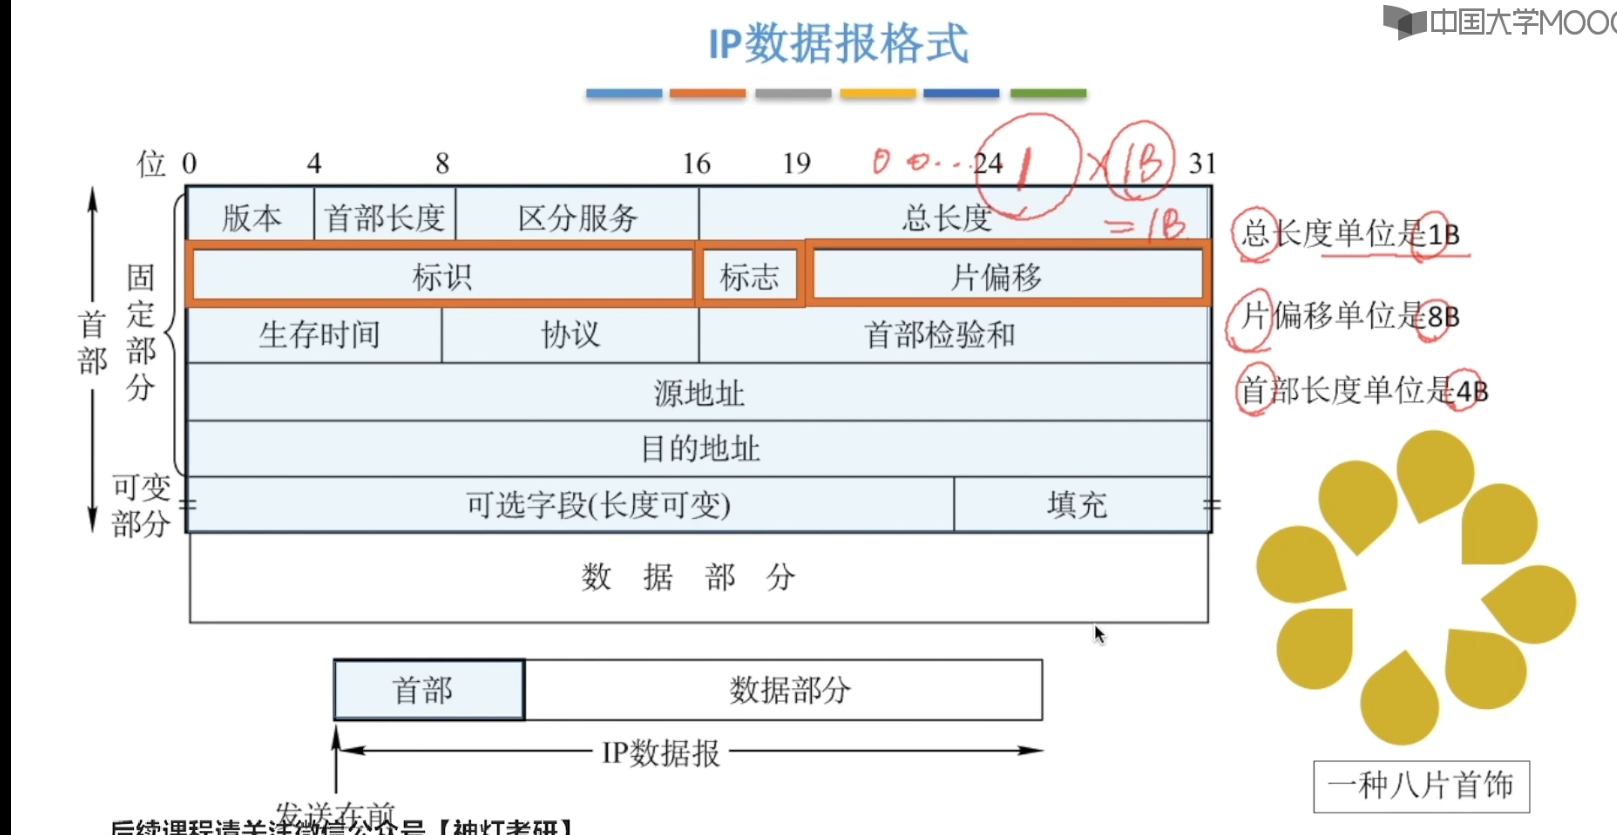 中国大学MOOC
IP数据报格式
位 0 4 8 16 19 24 31
0 0 ... 1 × 1B
= 1B
版本 首部长度 区分服务 总长度
标识 标志 片偏移
生存时间 协议 首部检验和
源地址
目的地址
可选字段(长度可变) 填充
数据部分
首部
固定部分
可变部分
总长度单位是1B
片偏移单位是8B
首部长度单位是4B
一种八片首饰
首部 数据部分
IP数据报
发送在前
后续课程请关注微信公众号【神灯考研】